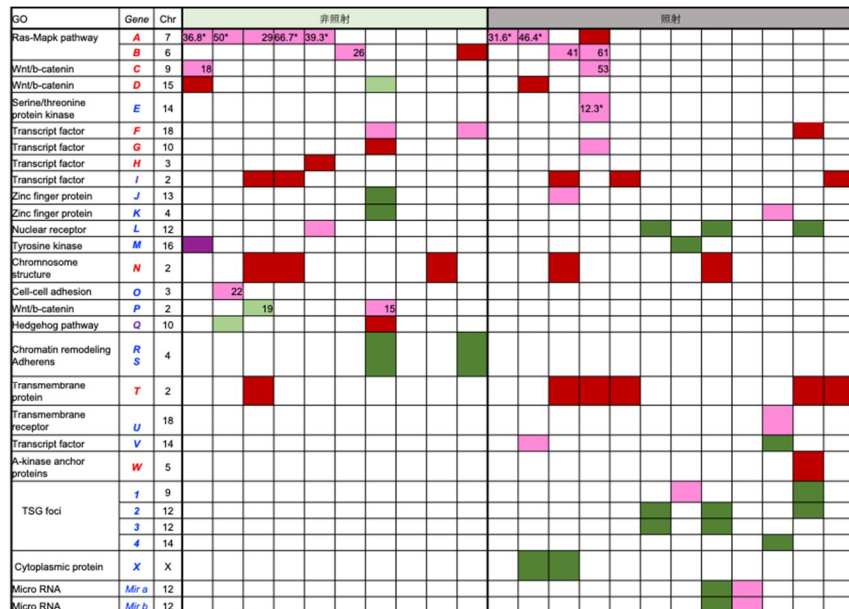 GO Gene Chr 非照射 照射
Ras-Mapk pathway A 7 36.8* 50* 29 66.7* 39.3* 31.6* 46.4*
B 6 26 41 61
Wnt/b-catenin C 9 18 53
Wnt/b-catenin D 15
Serine/threonine
protein kinase E 14 12.3*
Transcript factor F 18
Transcript factor G 10
Transcript factor H 3
Transcript factor I 2
Zinc finger protein J 13
Zinc finger protein K 4
Nuclear receptor L 12
Tyrosine kinase M 16
Chromnosome
structure N 2
Cell-cell adhesion O 3 22
Wnt/b-catenin P 2 19 15
Hedgehog pathway Q 10
Chromatin remodeling R 4
Adherens S
Transmembrane
protein T 2
Transmembrane
receptor U 18
Transcript factor V 14
A-kinase anchor
proteins W 5
TSG foci
1 9
2 12
3 12
4 14
Cytoplasmic protein X X
Micro RNA Mir a 12
Micro RNA Mir b 12